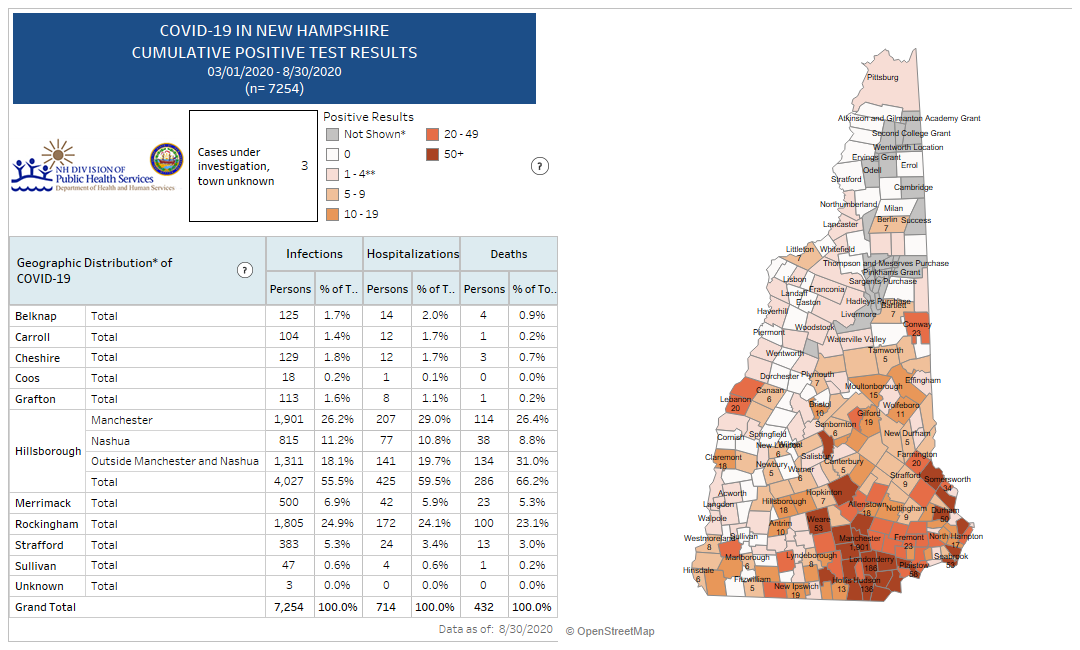 COVID-19 IN NEW HAMPSHIRE
CUMULATIVE POSITIVE TEST RESULTS
03/01/2020 - 8/30/2020
(n= 7254)
NH DIVISION OF
Public Health Services
Department of Health and Human Services
Cases under
investigation,
town unknown
3
Positive Results
Not Shown*
0
1 - 4**
5 - 9
10 - 19
20 - 49
50+
?
Geographic Distribution* of
COVID-19
?
Infections Hospitalizations Deaths
Persons % of T.. Persons % of T.. Persons % of To..
Belknap Total 125 1.7% 14 2.0% 4 0.9%
Carroll Total 104 1.4% 12 1.7% 1 0.2%
Cheshire Total 129 1.8% 12 1.7% 3 0.7%
Coos Total 18 0.2% 1 0.1% 0 0.0%
Grafton Total 113 1.6% 8 1.1% 1 0.2%
Hillsborough Manchester 1,901 26.2% 207 29.0% 114 26.4%
Nashua 815 11.2% 77 10.8% 38 8.8%
Outside Manchester and Nashua 1,311 18.1% 141 19.7% 134 31.0%
Total 4,027 55.5% 425 59.5% 286 66.2%
Merrimack Total 500 6.9% 42 5.9% 23 5.3%
Rockingham Total 1,805 24.9% 172 24.1% 100 23.1%
Strafford Total 383 5.3% 24 3.4% 13 3.0%
Sullivan Total 47 0.6% 4 0.6% 1 0.2%
Unknown Total 3 0.0% 0 0.0% 0 0.0%
Grand Total 7,254 100.0% 714 100.0% 432 100.0%
Data as of: 8/30/2020
© OpenStreetMap
Pittsburg
Atkinson and Gilmanton Academy Grant
Second College Grant
Wentworth Location
Ervings Grant
Errol
Odell
Stratford
Cambridge
Northumberland
Milan
Berlin
7
Success
Lancaster
Littleton
7
Whitefield
Thompson and Meserves Purchase
Pinkhams Grant
Lisbon
Sargents Purchase
Landaff
Franconia
Easton
Hadleys Purchase
Bartlett
7
Haverhill
Livermore
Conway
23
Woodstock
Piermont
Waterville Valley
Wentworth
Tamworth
5
Dorchester
Plymouth
7
Effingham
Moultonborough
15
Canaan
6
Lebanon
20
Bristol
10
Wolfeboro
11
Gilford
19
Sanbornton
6
Cornish
Springfield
New Durham
5
New London
6
Wilmot
Claremont
18
Salisbury
Farmington
20
Newbury
5
Canterbury
5
Warner
6
Strafford
9
Somersworth
34
Acworth
Hopkinton
7
Langdon
Hillsborough
18
Allenstown
18
Nottingham
9
Durham
50
Walpole
Antrim
10
Weare
53
Westmoreland
8
Sullivan
Manchester
1,901
Fremont
23
North Hampton
17
Marlborough
6
Lyndeborough
8
Londonderry
166
Seabrook
53
Plaistow
58
Hinsdale
6
Fitzwilliam
5
New Ipswich
19
Hollis
13
Hudson
136